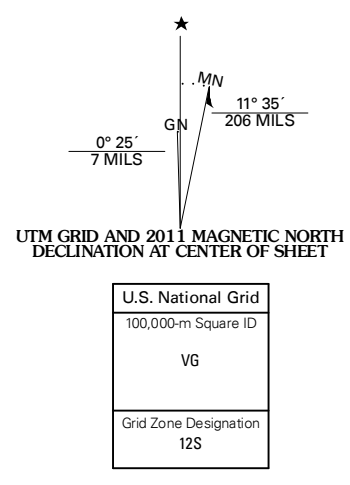 ★
MN
GN
11° 35´
206 MILS
0° 25´
7 MILS
UTM GRID AND 2011 MAGNETIC NORTH
DECLINATION AT CENTER OF SHEET
U.S. National Grid
100,000-m Square ID
VG
Grid Zone Designation
12S